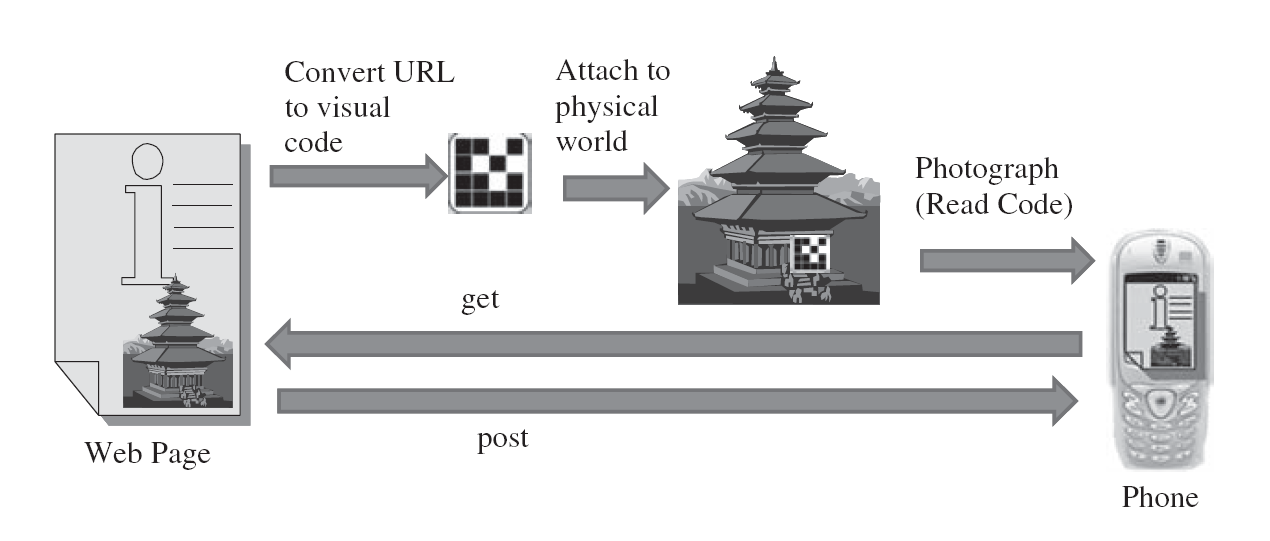 Convert URL
to visual
code
Attach to
physical
world
Photograph
(Read Code)
get
post
Web Page
Phone